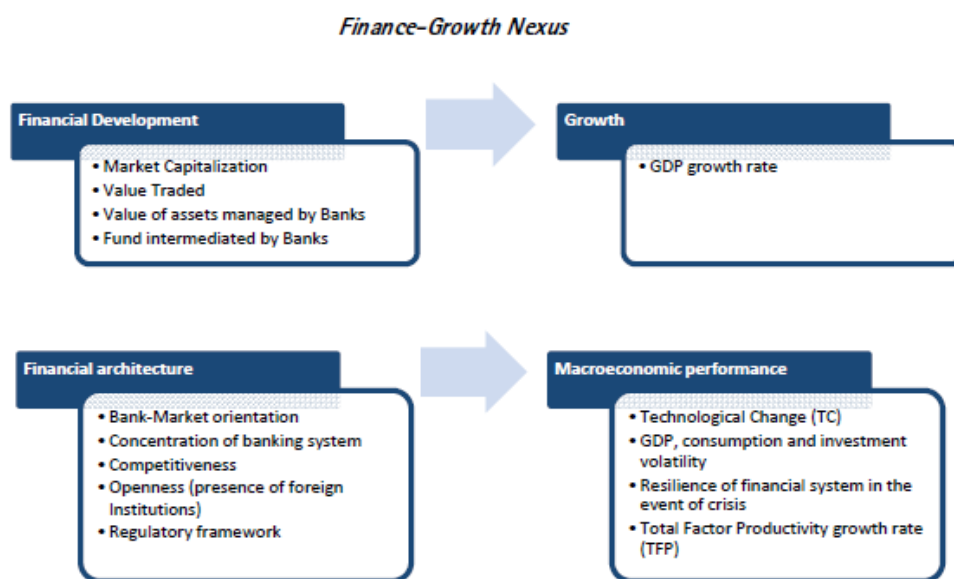 Finance-Growth Nexus
Financial Development
• Market Capitalization
• Value Traded
• Value of assets managed by Banks
• Fund intermediated by Banks
Growth
• GDP growth rate
Financial architecture
• Bank-Market orientation
• Concentration of banking system
• Competitiveness
• Openness (presence of foreign
Institutions)
• Regulatory framework
Macroeconomic performance
• Technological Change (TC)
• GDP, consumption and investment
volatility
• Resilience of financial system in the
event of crisis
• Total Factor Productivity growth rate
(TFP)